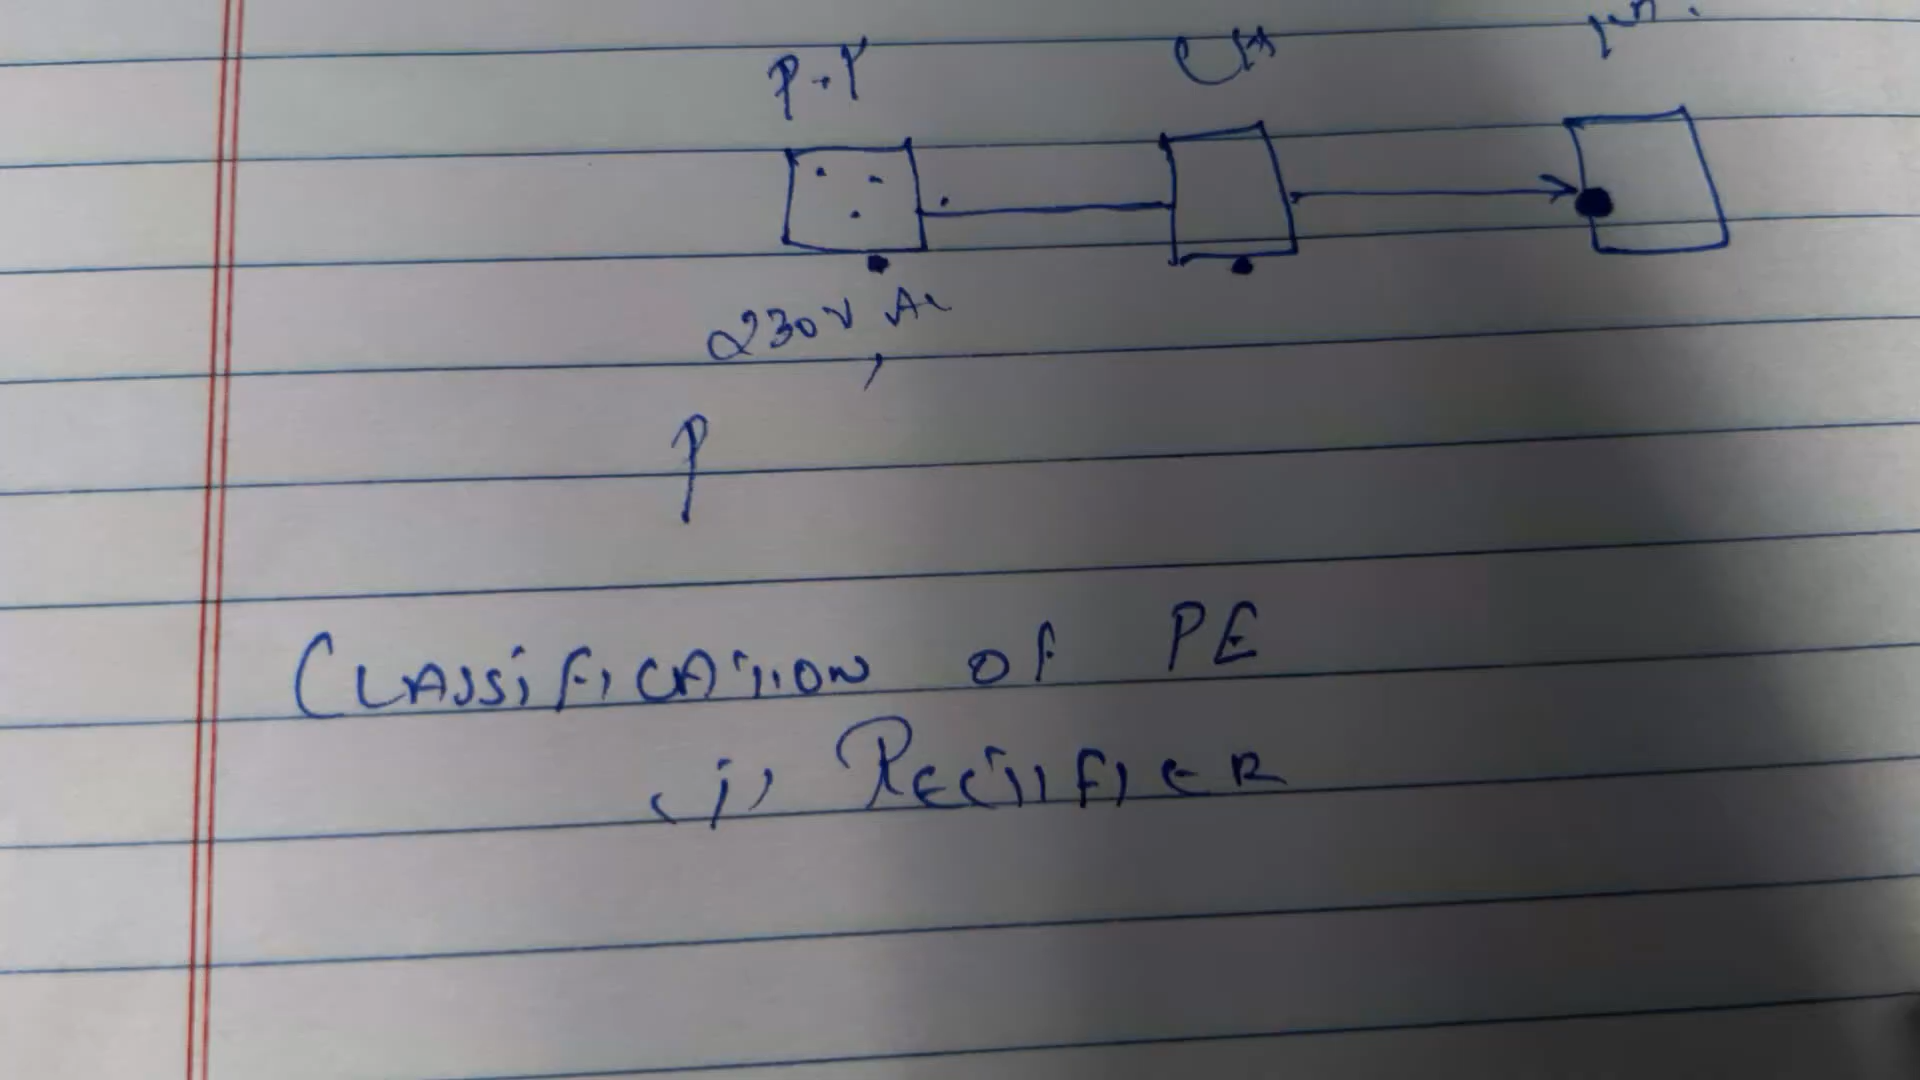 P.P
230V AC
P
CLASSIFICATION OF PE
(i) RECTIFIER